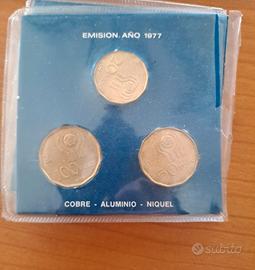 EMISION AÑO 1977
COBRE - ALUMINIO - NIQUEL
subito